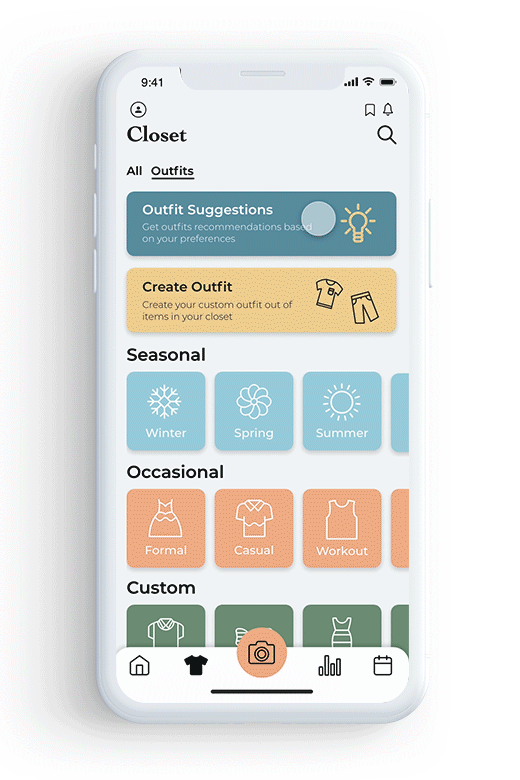 9:41
Closet
All Outfits
Outfit Suggestions
Get outfits recommendations based
on your preferences
Create Outfit
Create your custom outfit out of
items in your closet
Seasonal
Winter Spring Summer
Occasional
Formal Casual Workout
Custom